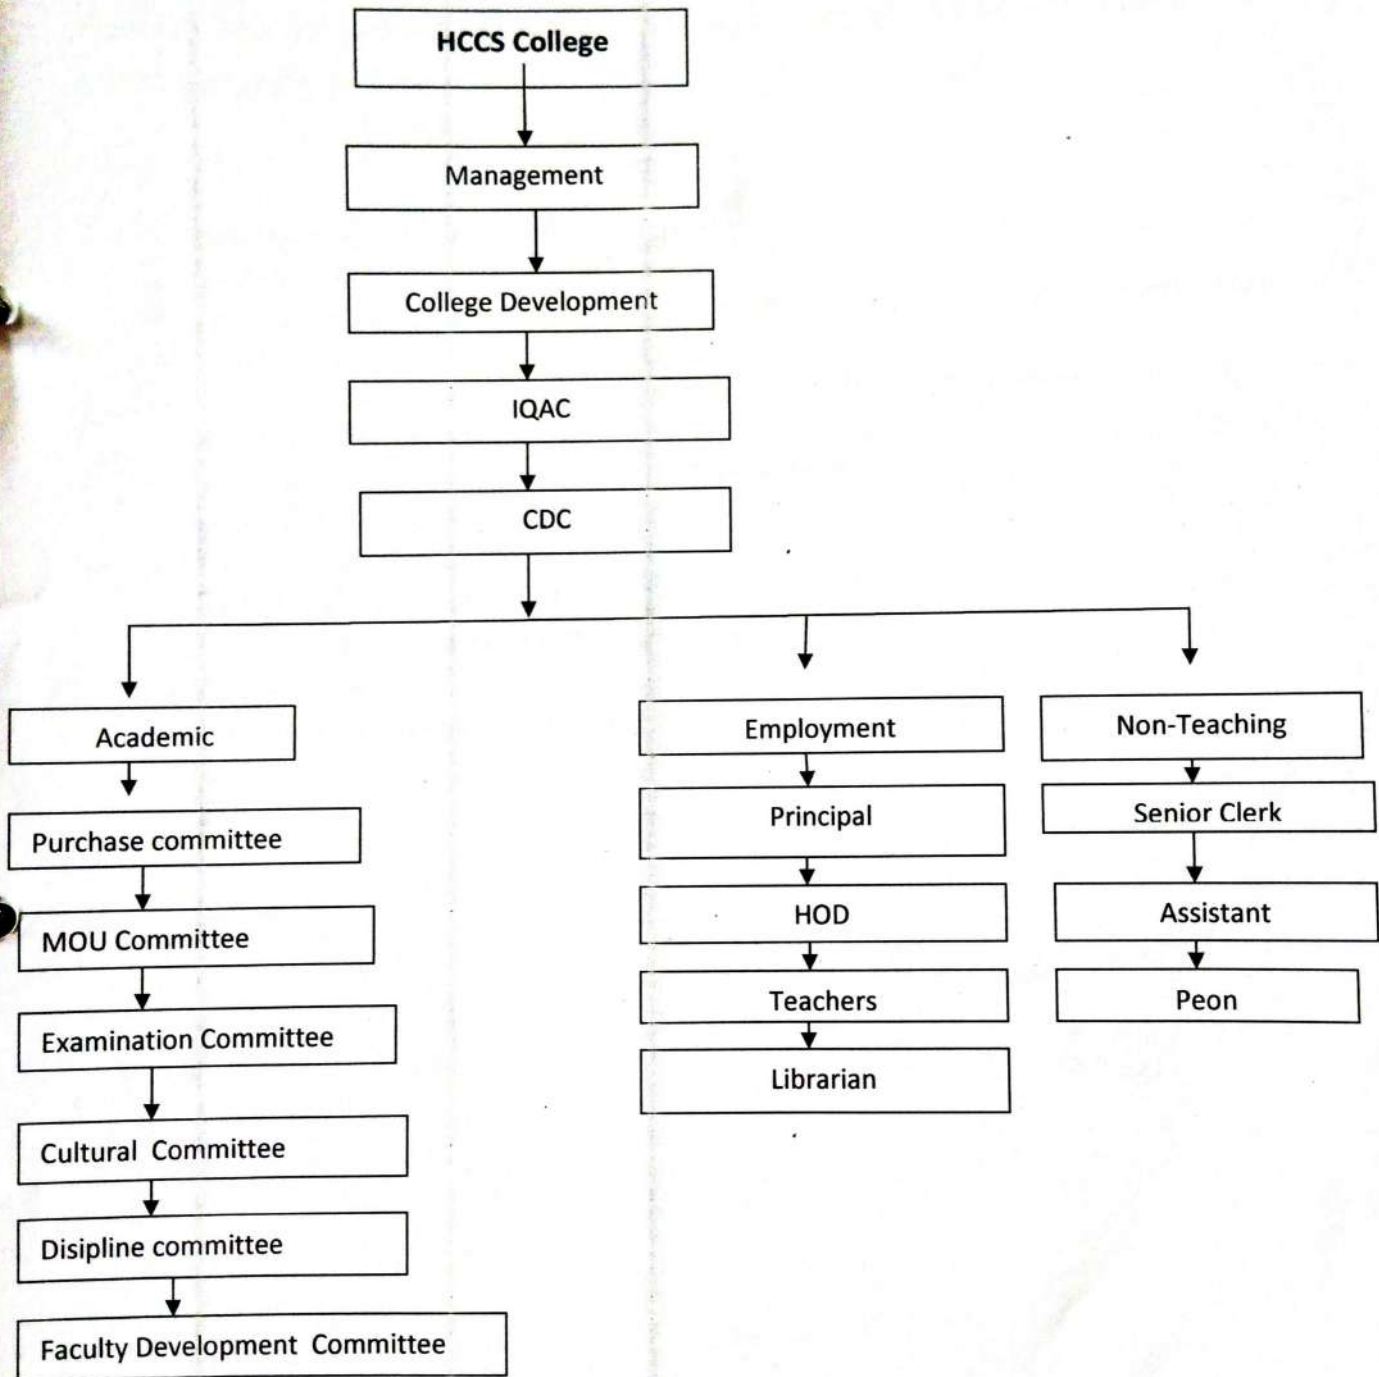 HCCS College
Management
College Development
IQAC
CDC
Academic
Purchase committee
MOU Committee
Examination Committee
Cultural Committee
Disipline committee
Faculty Development Committee
Employment
Principal
HOD
Teachers
Librarian
Non-Teaching
Senior Clerk
Assistant
Peon